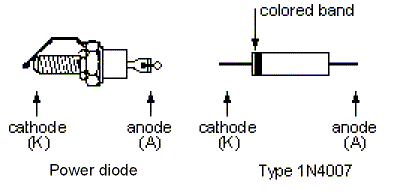 colored band
cathode
(K)
anode
(A)
cathode
(K)
anode
(A)
Power diode
Type 1N4007